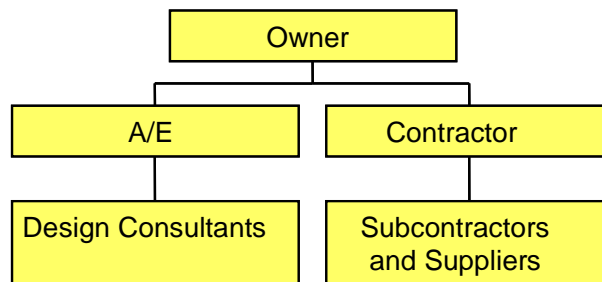 Owner
A/E
Contractor
Design Consultants
Subcontractors
and Suppliers